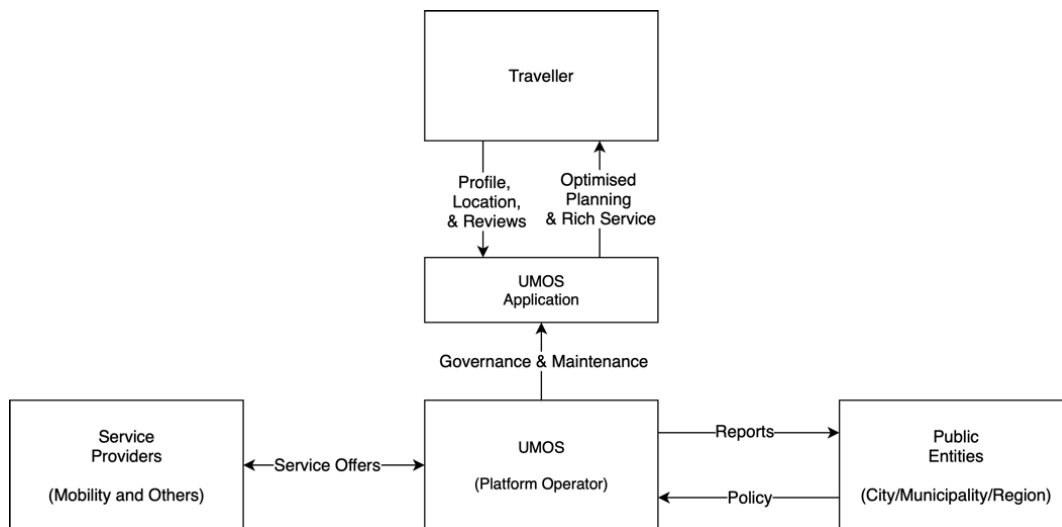 Traveller
Profile,
Location,
& Reviews
Optimised
Planning
& Rich Service
UMOS
Application
Governance & Maintenance
Service
Providers
(Mobility and Others)
Service Offers
UMOS
(Platform Operator)
Reports
Policy
Public
Entities
(City/Municipality/Region)